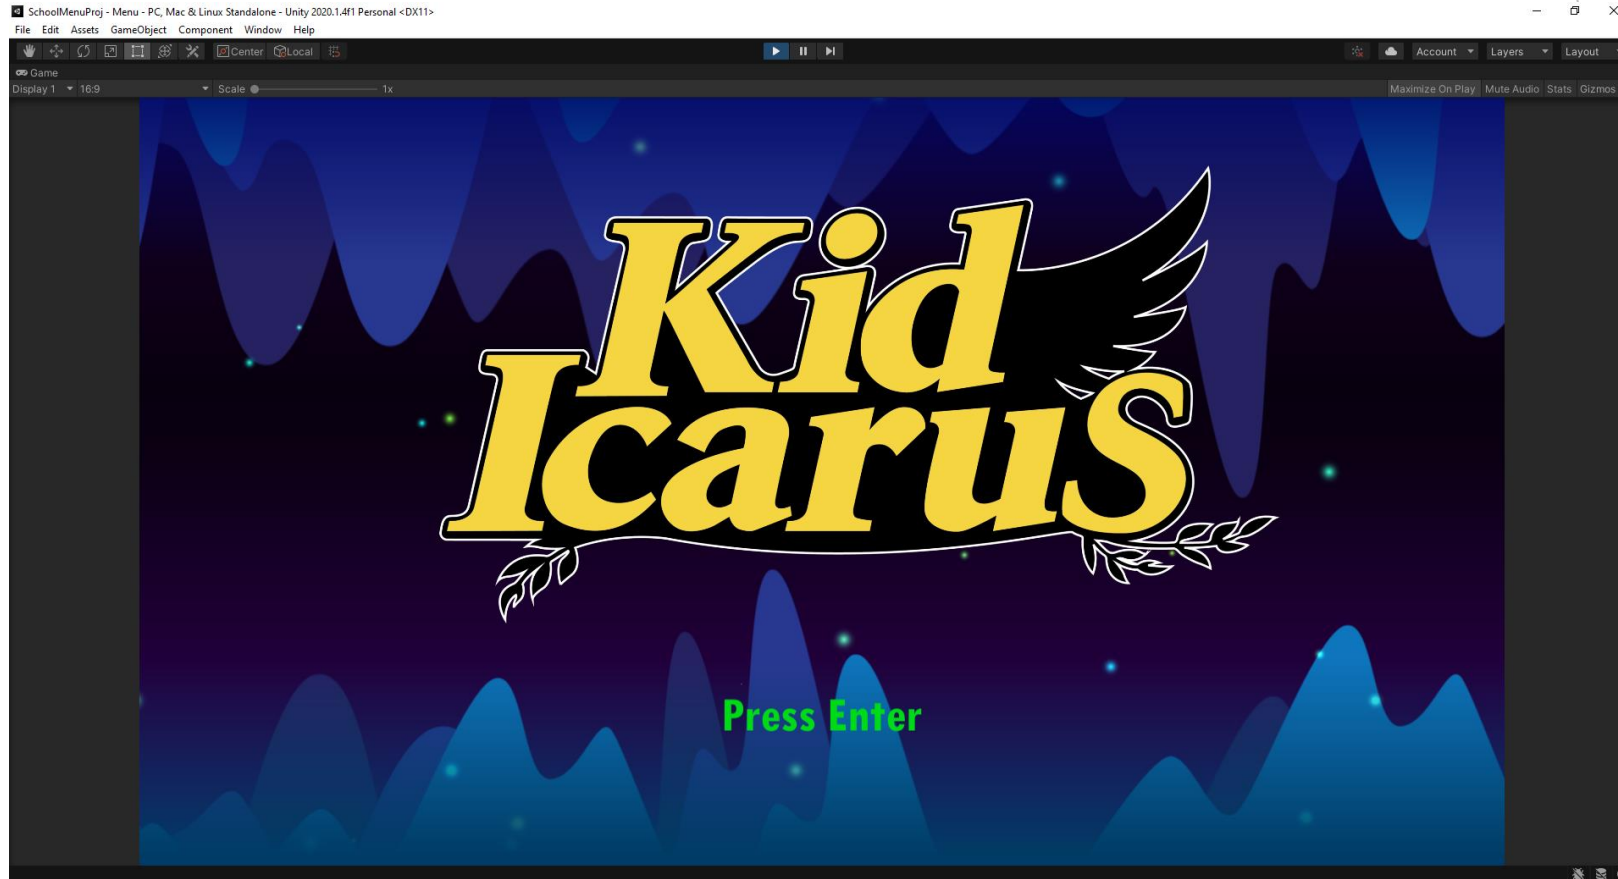 SchoolMenuProj - Menu - PC, Mac & Linux Standalone - Unity 2020.1.4f1 Personal <DX11>
File Edit Assets GameObject Component Window Help
Center Local Account Layers Layout
Game
Display 1 16:9 Scale 1x Maximize On Play Mute Audio Stats Gizmos
Kid
Icarus
Press Enter